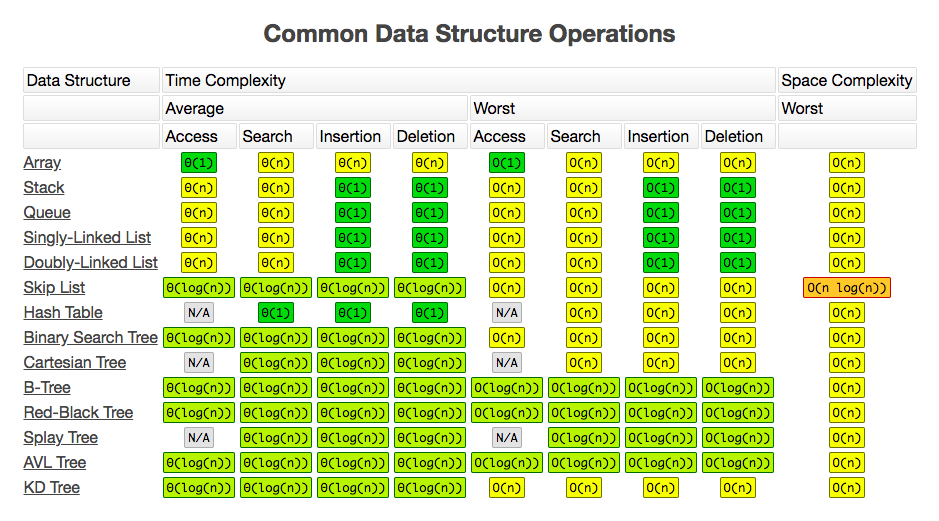 Common Data Structure Operations
Data Structure Time Complexity Space Complexity
Average Worst Worst
Access Search Insertion Deletion Access Search Insertion Deletion
Array Θ(1) Θ(n) Θ(n) Θ(n) O(1) O(n) O(n) O(n) O(n)
Stack Θ(n) Θ(n) Θ(1) Θ(1) O(n) O(n) O(1) O(1) O(n)
Queue Θ(n) Θ(n) Θ(1) Θ(1) O(n) O(n) O(1) O(1) O(n)
Singly-Linked List Θ(n) Θ(n) Θ(1) Θ(1) O(n) O(n) O(1) O(1) O(n)
Doubly-Linked List Θ(n) Θ(n) Θ(1) Θ(1) O(n) O(n) O(1) O(1) O(n)
Skip List Θ(log(n)) Θ(log(n)) Θ(log(n)) Θ(log(n)) O(n) O(n) O(n) O(n) O(n log(n))
Hash Table N/A Θ(1) Θ(1) Θ(1) N/A O(n) O(n) O(n) O(n)
Binary Search Tree Θ(log(n)) Θ(log(n)) Θ(log(n)) Θ(log(n)) O(n) O(n) O(n) O(n) O(n)
Cartesian Tree N/A Θ(log(n)) Θ(log(n)) Θ(log(n)) N/A O(n) O(n) O(n) O(n)
B-Tree Θ(log(n)) Θ(log(n)) Θ(log(n)) Θ(log(n)) O(log(n)) O(log(n)) O(log(n)) O(log(n)) O(n)
Red-Black Tree Θ(log(n)) Θ(log(n)) Θ(log(n)) Θ(log(n)) O(log(n)) O(log(n)) O(log(n)) O(log(n)) O(n)
Splay Tree N/A Θ(log(n)) Θ(log(n)) Θ(log(n)) N/A O(log(n)) O(log(n)) O(log(n)) O(n)
AVL Tree Θ(log(n)) Θ(log(n)) Θ(log(n)) Θ(log(n)) O(log(n)) O(log(n)) O(log(n)) O(log(n)) O(n)
KD Tree Θ(log(n)) Θ(log(n)) Θ(log(n)) Θ(log(n)) O(n) O(n) O(n) O(n) O(n)